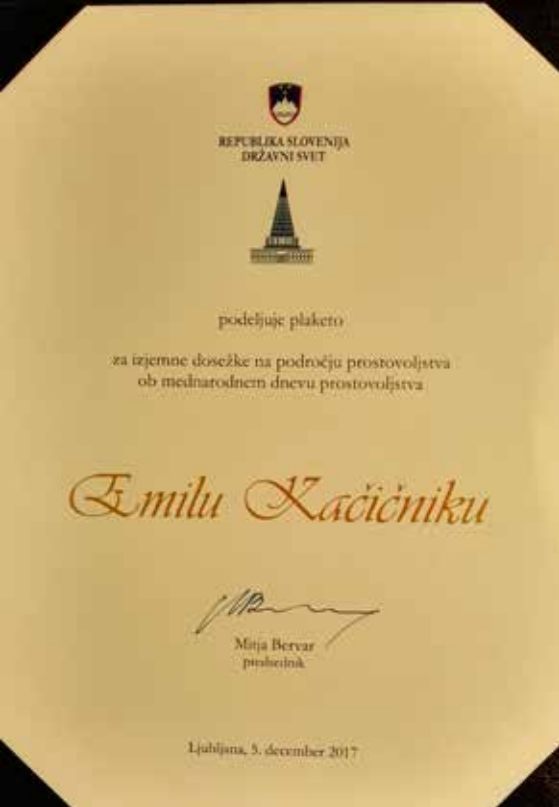 REPUBLIKA SLOVENIJA
DRŽAVNI SVET
podeljuje plaketo
za izjemne dosežke na področju prostovoljstva
ob mednarodnem dnevu prostovoljstva
Emilu Kačičniku
Mitja Bervar
predsednik
Ljubljana, 5. december 2017